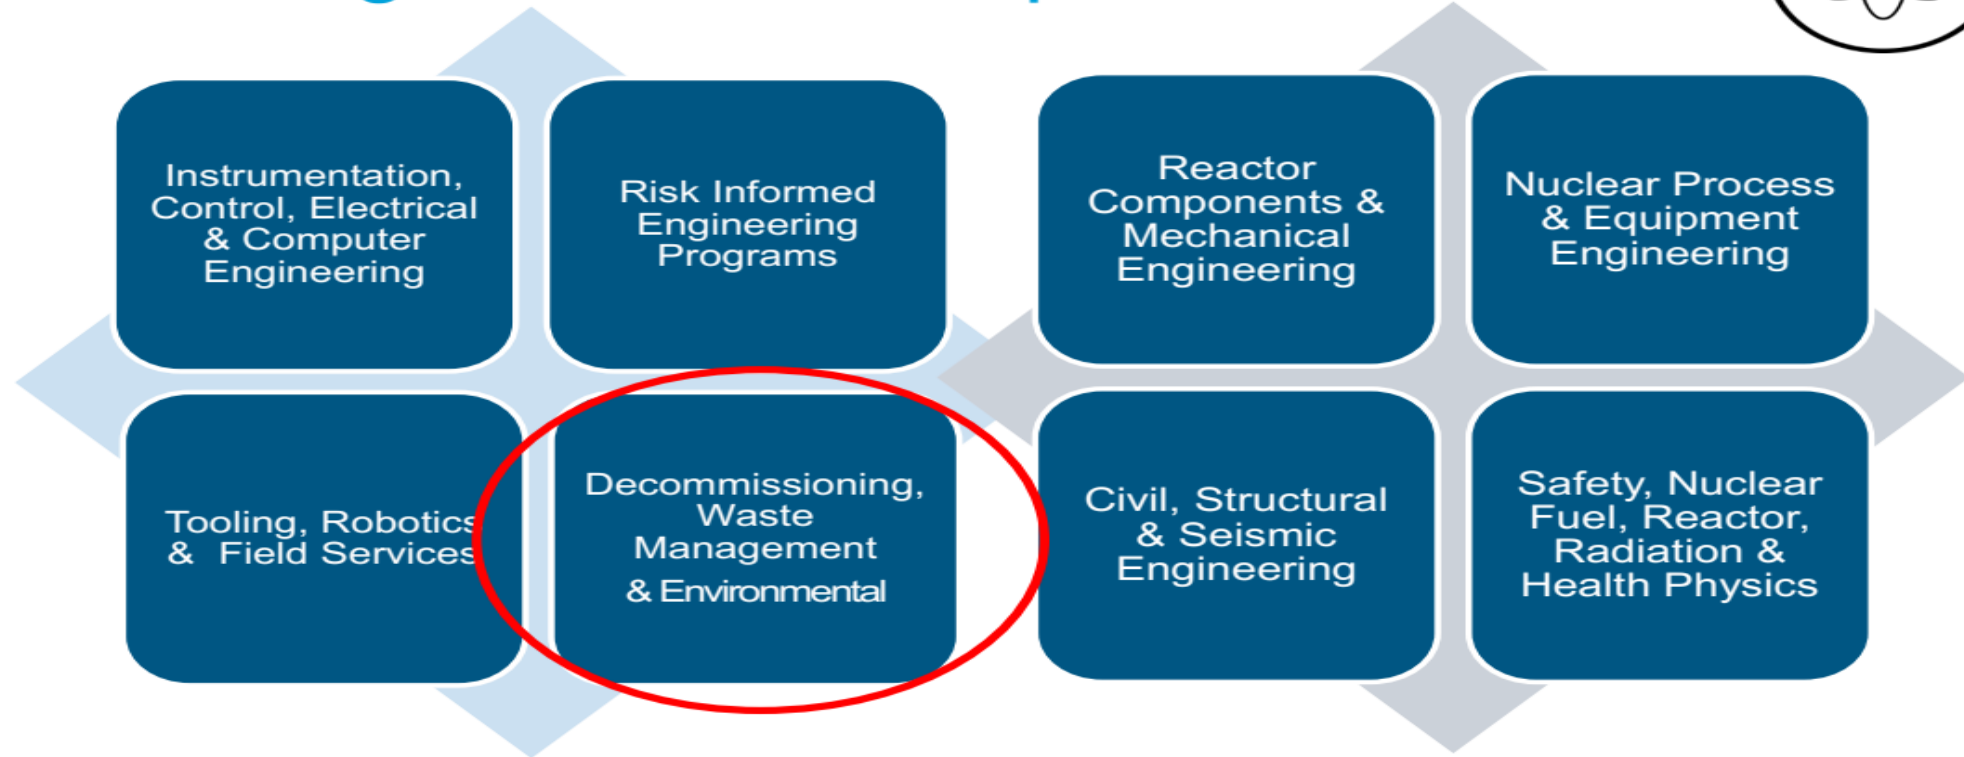 Instrumentation,
Control, Electrical
& Computer
Engineering
Risk Informed
Engineering
Programs
Reactor
Components &
Mechanical
Engineering
Nuclear Process
& Equipment
Engineering
Tooling, Robotics
& Field Services
Decommissioning,
Waste
Management
& Environmental
Civil, Structural
& Seismic
Engineering
Safety, Nuclear
Fuel, Reactor,
Radiation &
Health Physics